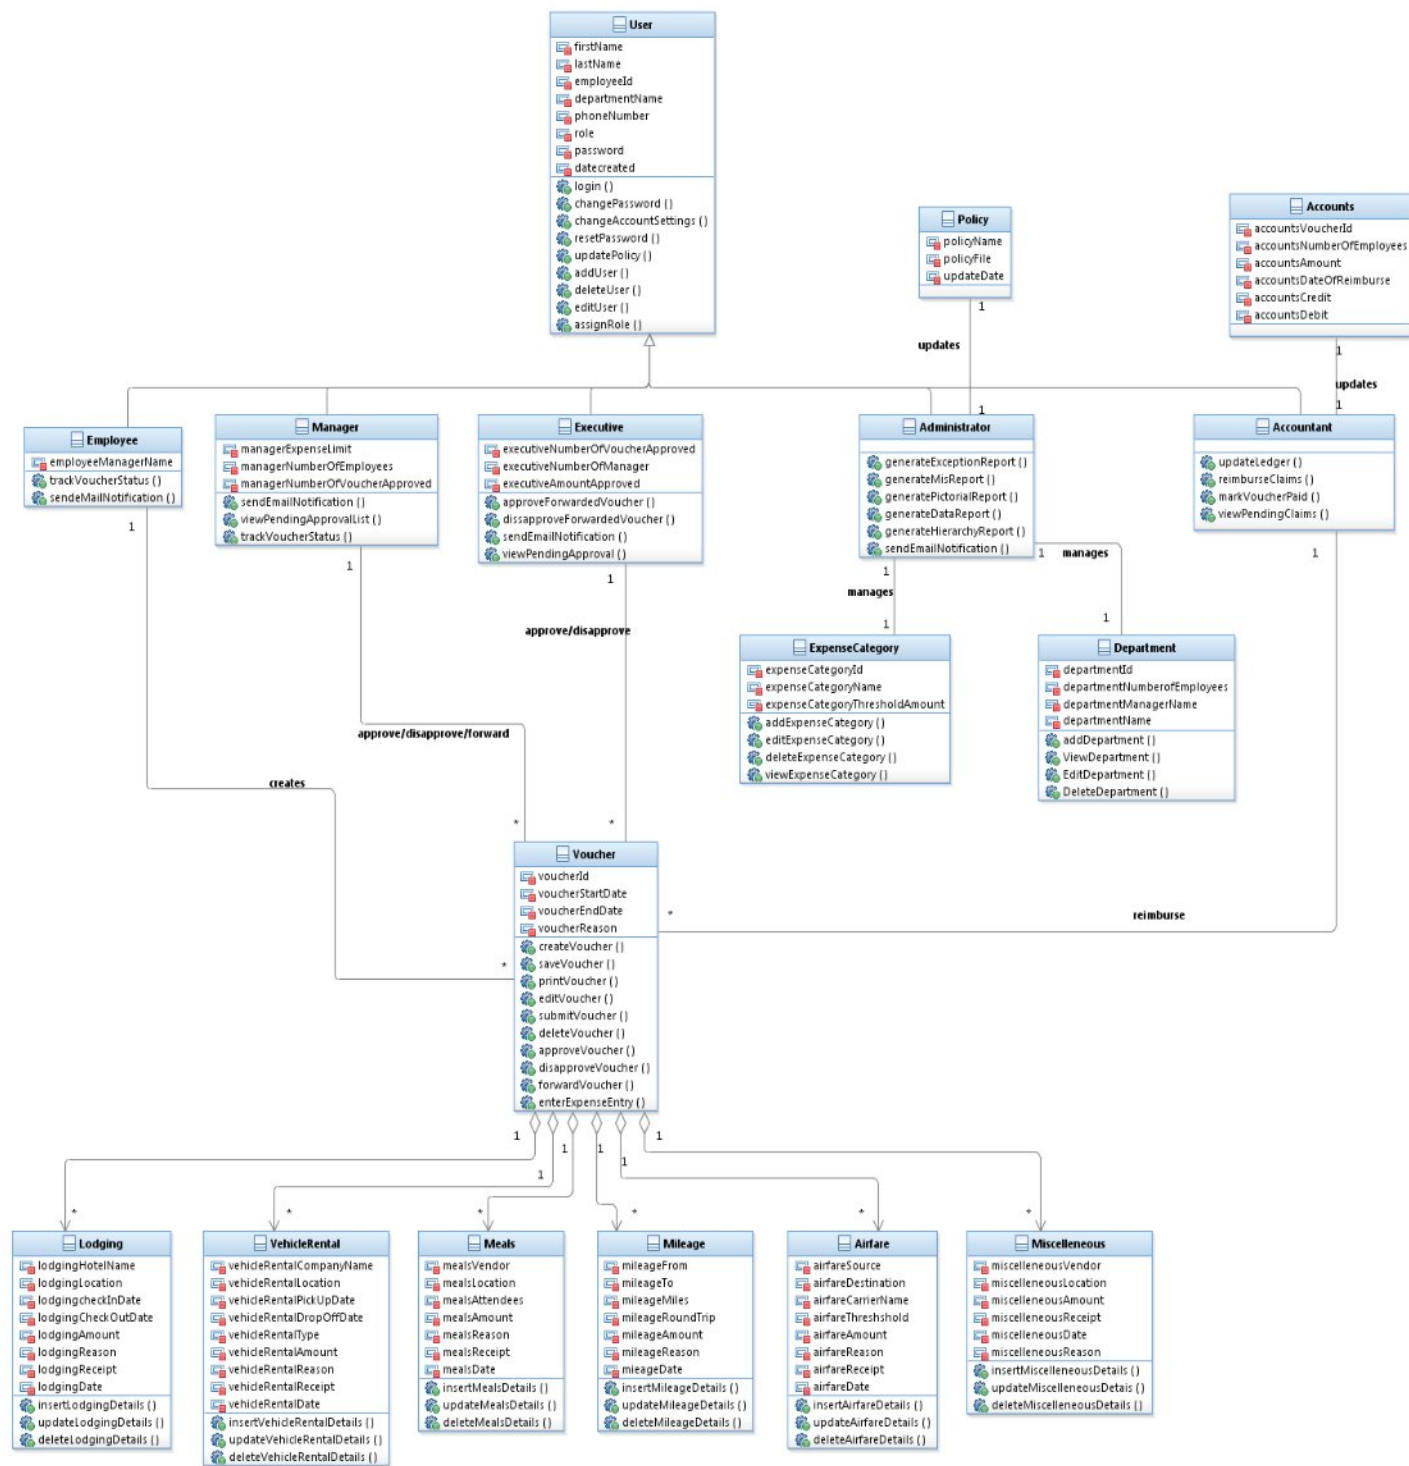 User
firstName
lastName
employeeId
departmentName
phoneNumber
role
password
datecreated
login ( )
changePassword ( )
changeAccountSettings ( )
resetPassword ( )
updatePolicy ( )
addUser ( )
deleteUser ( )
editUser ( )
assignRole ( )
Policy
policyName
policyFile
updateDate
1
updates
1
Accounts
accountsVoucherId
accountsNumberOfEmployees
accountsAmount
accountsDateOfReimburse
accountsCredit
accountsDebit
1
updates
1
Employee
employeeManagerName
trackVoucherStatus ( )
sendeMailNotification ( )
1
Manager
managerExpenseLimit
managerNumberOfEmployees
managerNumberOfVoucherApproved
sendEmailNotification ( )
viewPendingApprovalList ( )
trackVoucherStatus ( )
1
Executive
executiveNumberOfVoucherApproved
executiveNumberOfManager
executiveAmountApproved
approveForwardedVoucher ( )
dissapproveForwardedVoucher ( )
sendEmailNotification ( )
viewPendingApproval ( )
1
Administrator
generateExceptionReport ( )
generateMisReport ( )
generatePictorialReport ( )
generateDataReport ( )
generateHierarchyReport ( )
sendEmailNotification ( )
1
manages
1
1
manages
1
Accountant
updateLedger ( )
reimburseClaims ( )
markVoucherPaid ( )
viewPendingClaims ( )
1
approve/disapprove
approve/disapprove/forward
creates
reimburse
ExpenseCategory
expenseCategoryId
expenseCategoryName
expenseCategoryThresholdAmount
addExpenseCategory ( )
editExpenseCategory ( )
deleteExpenseCategory ( )
viewExpenseCategory ( )
Department
departmentId
departmentNumberofEmployees
departmentManagerName
departmentName
addDepartment ( )
ViewDepartment ( )
EditDepartment ( )
DeleteDepartment ( )
*
*
*
*
Voucher
voucherId
voucherStartDate
voucherEndDate
voucherReason
createVoucher ( )
saveVoucher ( )
printVoucher ( )
editVoucher ( )
submitVoucher ( )
deleteVoucher ( )
approveVoucher ( )
disapproveVoucher ( )
forwardVoucher ( )
enterExpenseEntry ( )
1
1
1
1
1
1
*
*
*
*
*
*
Lodging
lodgingHotelName
lodgingLocation
lodgingcheckInDate
lodgingCheckOutDate
lodgingAmount
lodgingReason
lodgingReceipt
lodgingDate
insertLodgingDetails ( )
updateLodgingDetails ( )
deleteLodgingDetails ( )
VehicleRental
vehicleRentalCompanyName
vehicleRentalLocation
vehicleRentalPickUpDate
vehicleRentalDropOffDate
vehicleRentalType
vehicleRentalAmount
vehicleRentalReason
vehicleRentalReceipt
vehicleRentalDate
insertVehicleRentalDetails ( )
updateVehicleRentalDetails ( )
deleteVehicleRentalDetails ( )
Meals
mealsVendor
mealsLocation
mealsAttendees
mealsAmount
mealsReason
mealsReceipt
mealsDate
insertMealsDetails ( )
updateMealsDetails ( )
deleteMealsDetails ( )
Mileage
mileageFrom
mileageTo
mileageMiles
mileageRoundTrip
mileageAmount
mileageReason
mieageDate
insertMileageDetails ( )
updateMileageDetails ( )
deleteMileageDetails ( )
Airfare
airfareSource
airfareDestination
airfareCarrierName
airfareThreshshold
airfareAmount
airfareReason
airfareReceipt
airfareDate
insertAirfareDetails ( )
updateAirfareDetails ( )
deleteAirfareDetails ( )
Miscelleneous
miscelleneousVendor
miscelleneousLocation
miscelleneousAmount
miscelleneousReceipt
miscelleneousDate
miscelleneousReason
insertMiscelleneousDetails ( )
updateMiscelleneousDetais ( )
deleteMiscelleneousDetails ( )